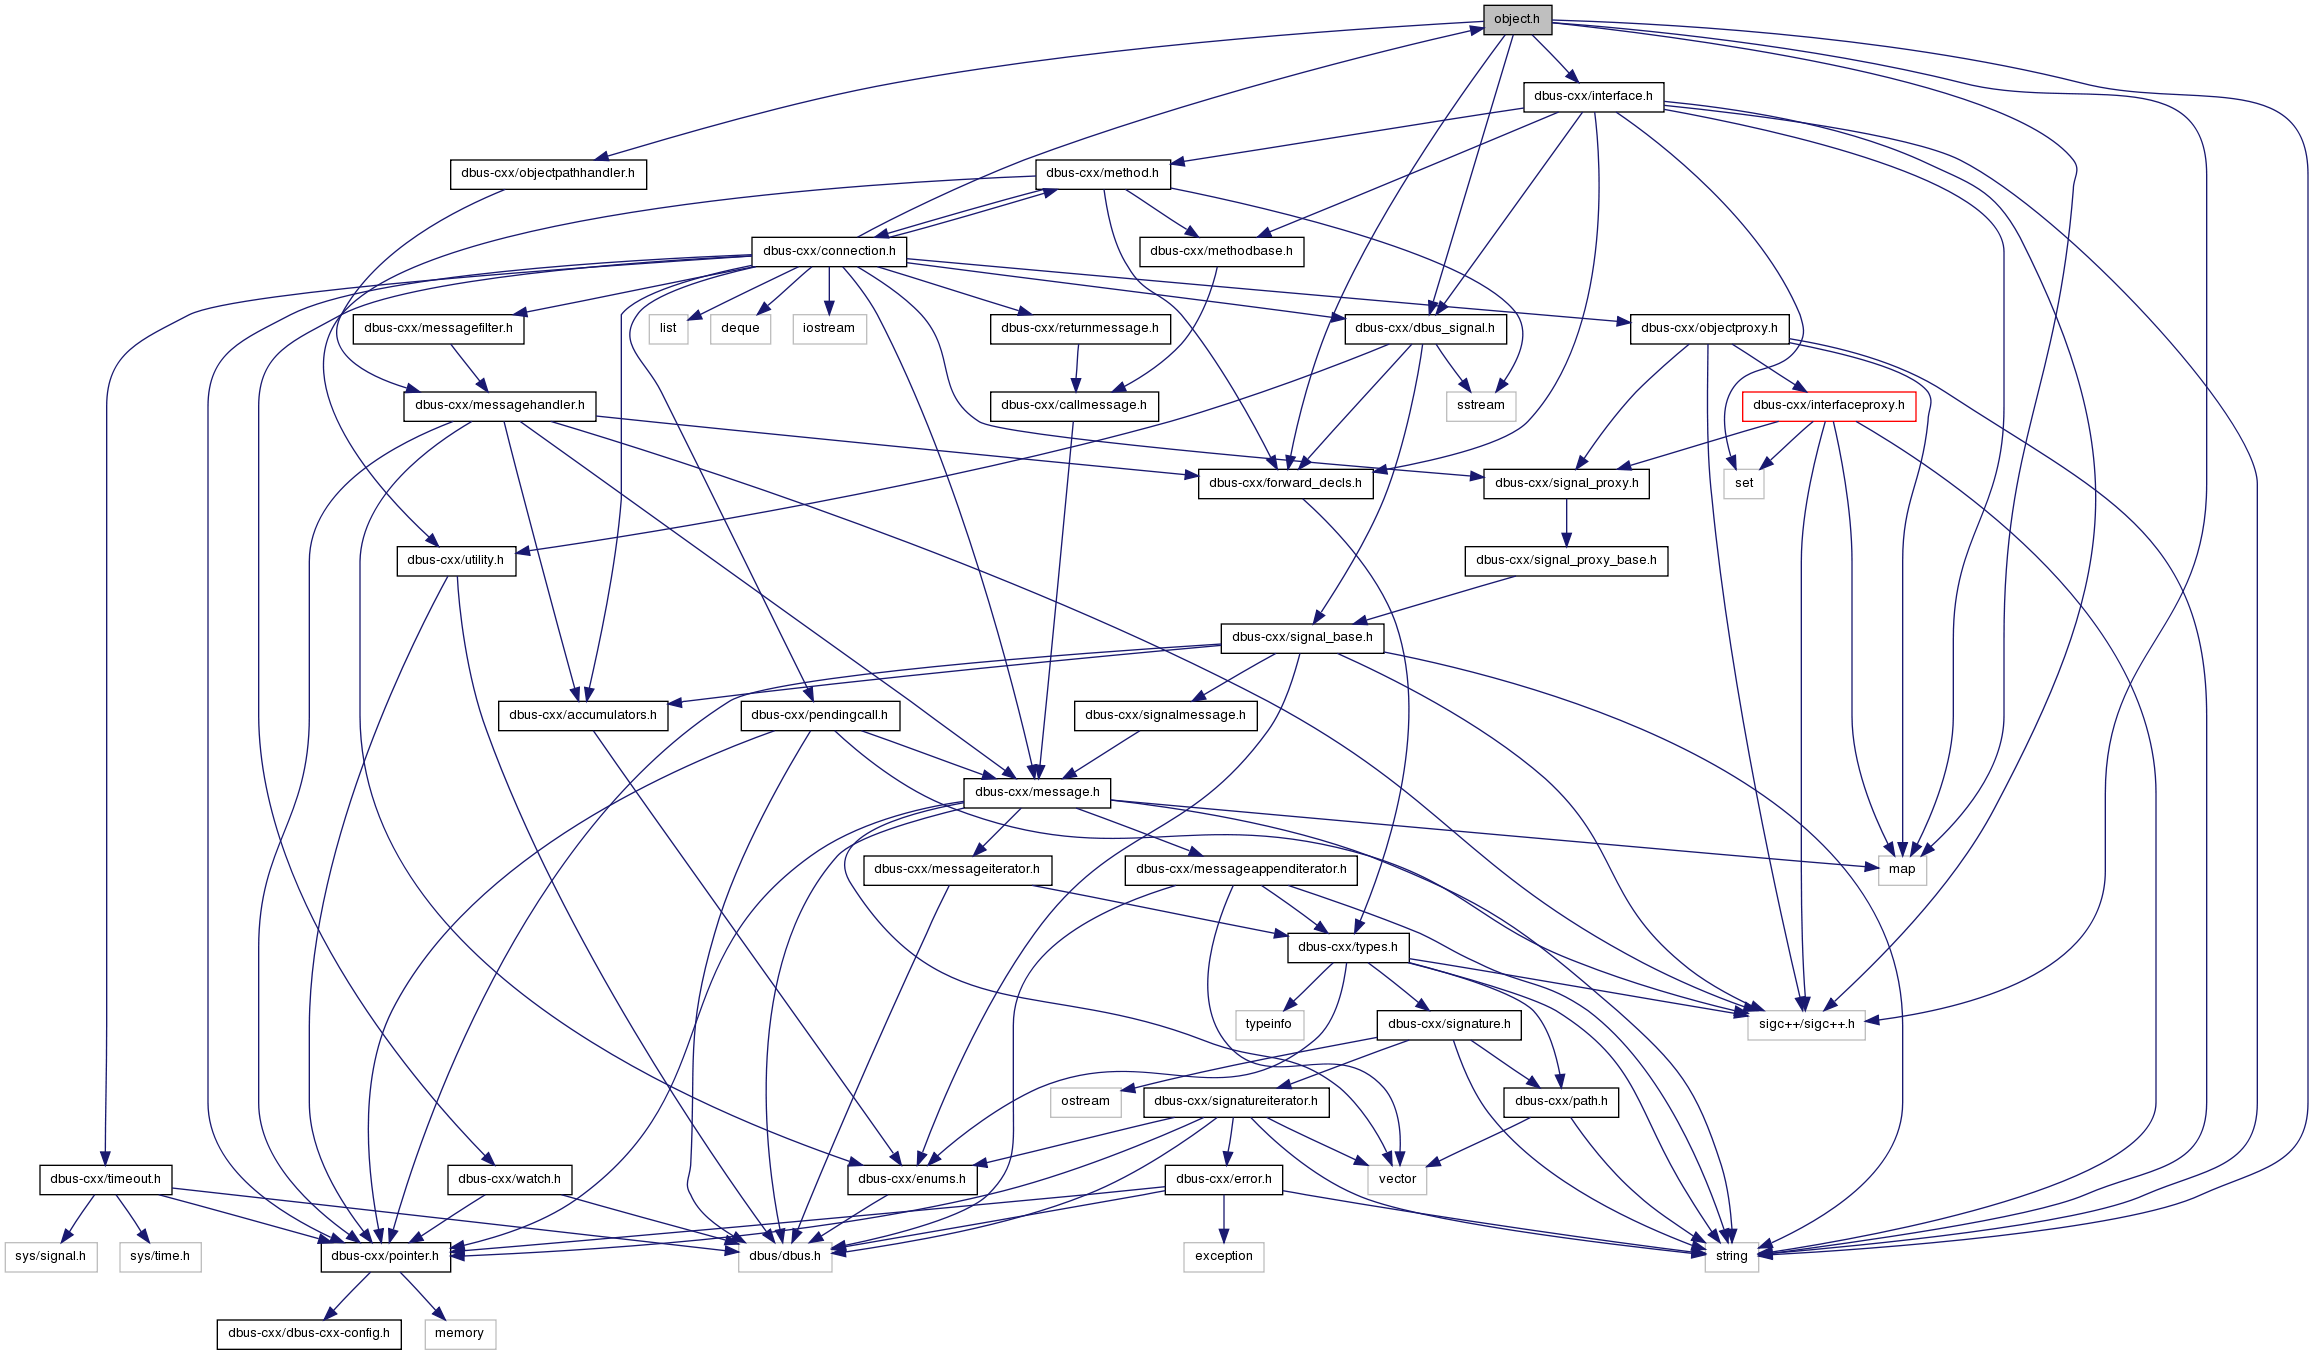 object.h
dbus-cxx/interface.h
dbus-cxx/objectpathhandler.h
dbus-cxx/method.h
dbus-cxx/connection.h
dbus-cxx/methodbase.h
dbus-cxx/messagefilter.h
list
deque
iostream
dbus-cxx/returnmessage.h
dbus-cxx/dbus_signal.h
dbus-cxx/objectproxy.h
dbus-cxx/messagehandler.h
dbus-cxx/callmessage.h
sstream
dbus-cxx/interfaceproxy.h
dbus-cxx/forward_decls.h
dbus-cxx/signal_proxy.h
set
dbus-cxx/utility.h
dbus-cxx/signal_proxy_base.h
dbus-cxx/signal_base.h
dbus-cxx/accumulators.h
dbus-cxx/pendingcall.h
dbus-cxx/signalmessage.h
dbus-cxx/message.h
dbus-cxx/messageiterator.h
dbus-cxx/messageappenditerator.h
map
dbus-cxx/types.h
typeinfo
dbus-cxx/signature.h
sigc++/sigc++.h
ostream
dbus-cxx/signatureiterator.h
dbus-cxx/path.h
dbus-cxx/timeout.h
dbus-cxx/watch.h
dbus-cxx/enums.h
dbus-cxx/error.h
vector
sys/signal.h
sys/time.h
dbus-cxx/pointer.h
dbus/dbus.h
exception
string
dbus-cxx/dbus-cxx-config.h
memory